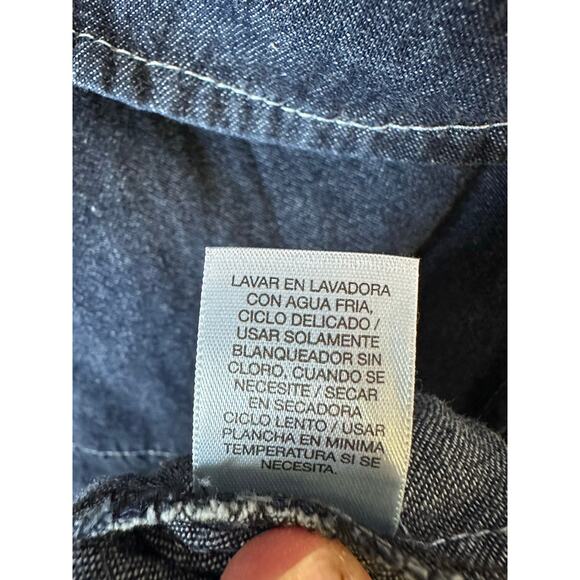 LAVAR EN LAVADORA
CON AGUA FRIA,
CICLO DELICADO /
USAR SOLAMENTE
BLANQUEADOR SIN
CLORO, CUANDO SE
NECESITE / SECAR
EN SECADORA
CICLO LENTO / USAR
PLANCHA EN MINIMA
TEMPERATURA SI SE
NECESITA.